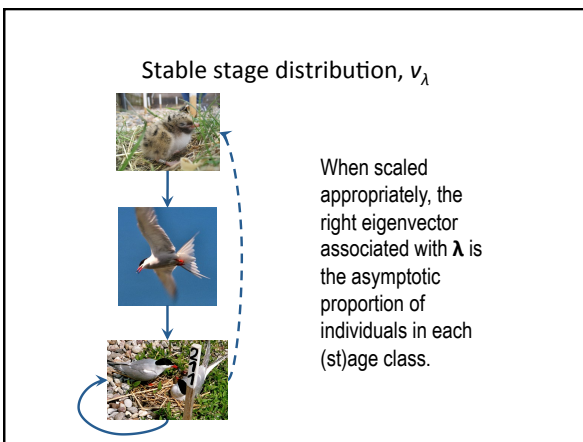 Stable stage distribution, vλ
When scaled
appropriately, the
right eigenvector
associated with λ is
the asymptotic
proportion of
individuals in each
(st)age class.
211